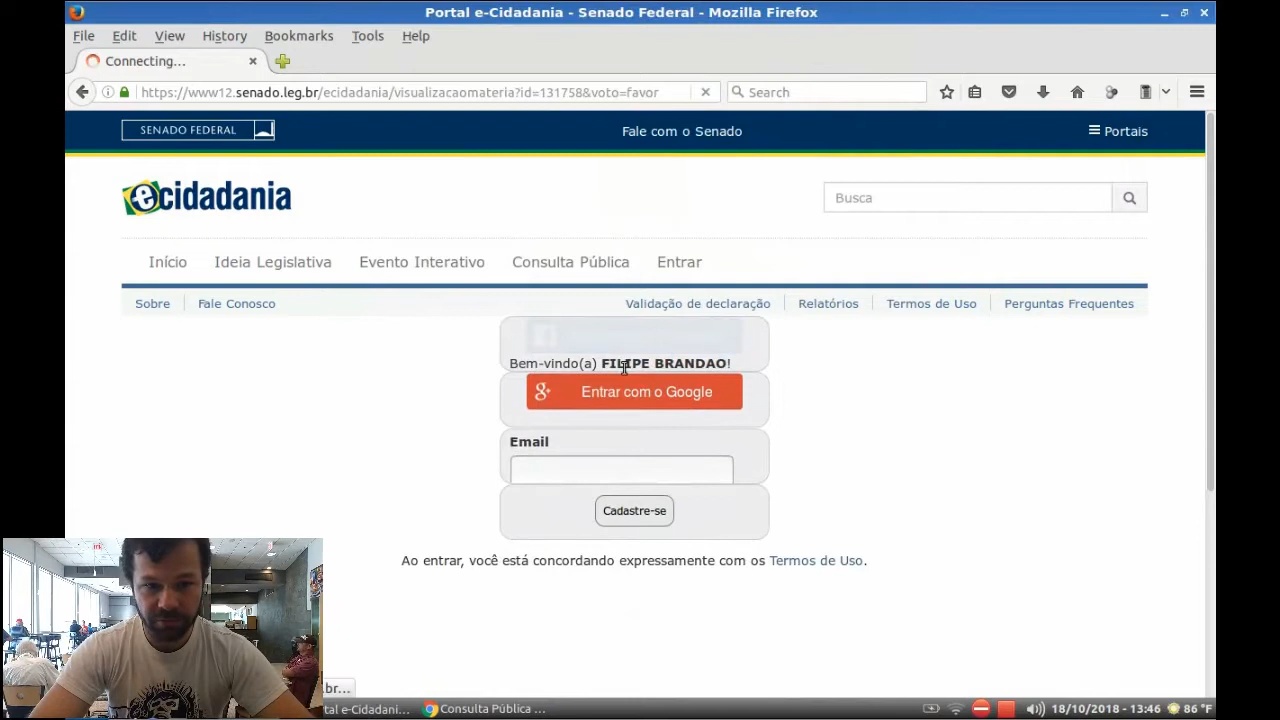 Portal e-Cidadania - Senado Federal - Mozilla Firefox
File Edit View History Bookmarks Tools Help
Connecting...
https://www12.senado.leg.br/ecidadania/visualizacaomateria?id=131758&voto=favor
Search
SENADO FEDERAL
Fale com o Senado
Portais
ecidadania
Busca
Início Ideia Legislativa Evento Interativo Consulta Pública Entrar
Sobre Fale Conosco Validação de declaração Relatórios Termos de Uso Perguntas Frequentes
Bem-vindo(a) FILIPE BRANDAO!
g+ Entrar com o Google
Email
Cadastre-se
Ao entrar, você está concordando expressamente com os Termos de Uso.
.br...
tal e-Cidadani... Consulta Pública ... 18/10/2018 - 13:46 86 °F